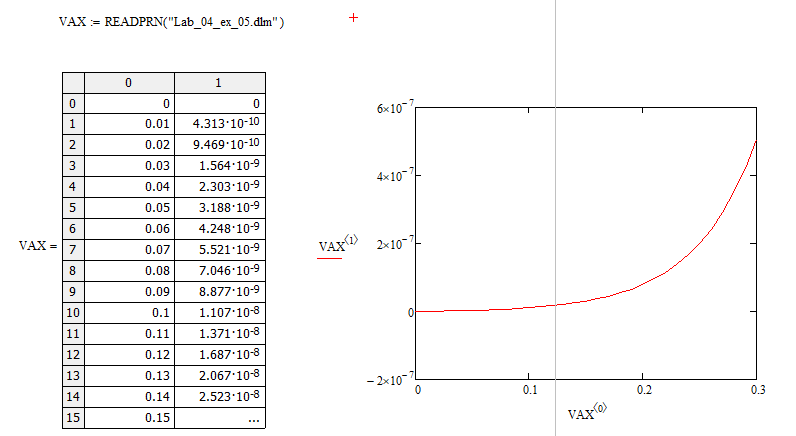 VAX := READPRN("Lab_04_ex_05.dlm")
VAX =
0 1
0 0 0
1 0.01 4.313·10-10
2 0.02 9.469·10-10
3 0.03 1.564·10-9
4 0.04 2.303·10-9
5 0.05 3.188·10-9
6 0.06 4.248·10-9
7 0.07 5.521·10-9
8 0.08 7.046·10-9
9 0.09 8.877·10-9
10 0.1 1.107·10-8
11 0.11 1.371·10-8
12 0.12 1.687·10-8
13 0.13 2.067·10-8
14 0.14 2.523·10-8
15 0.15 ...
VAX⟨1⟩
6×10−7
4×10−7
2×10−7
0
−2×10−7
0 0.1 0.2 0.3
VAX⟨0⟩